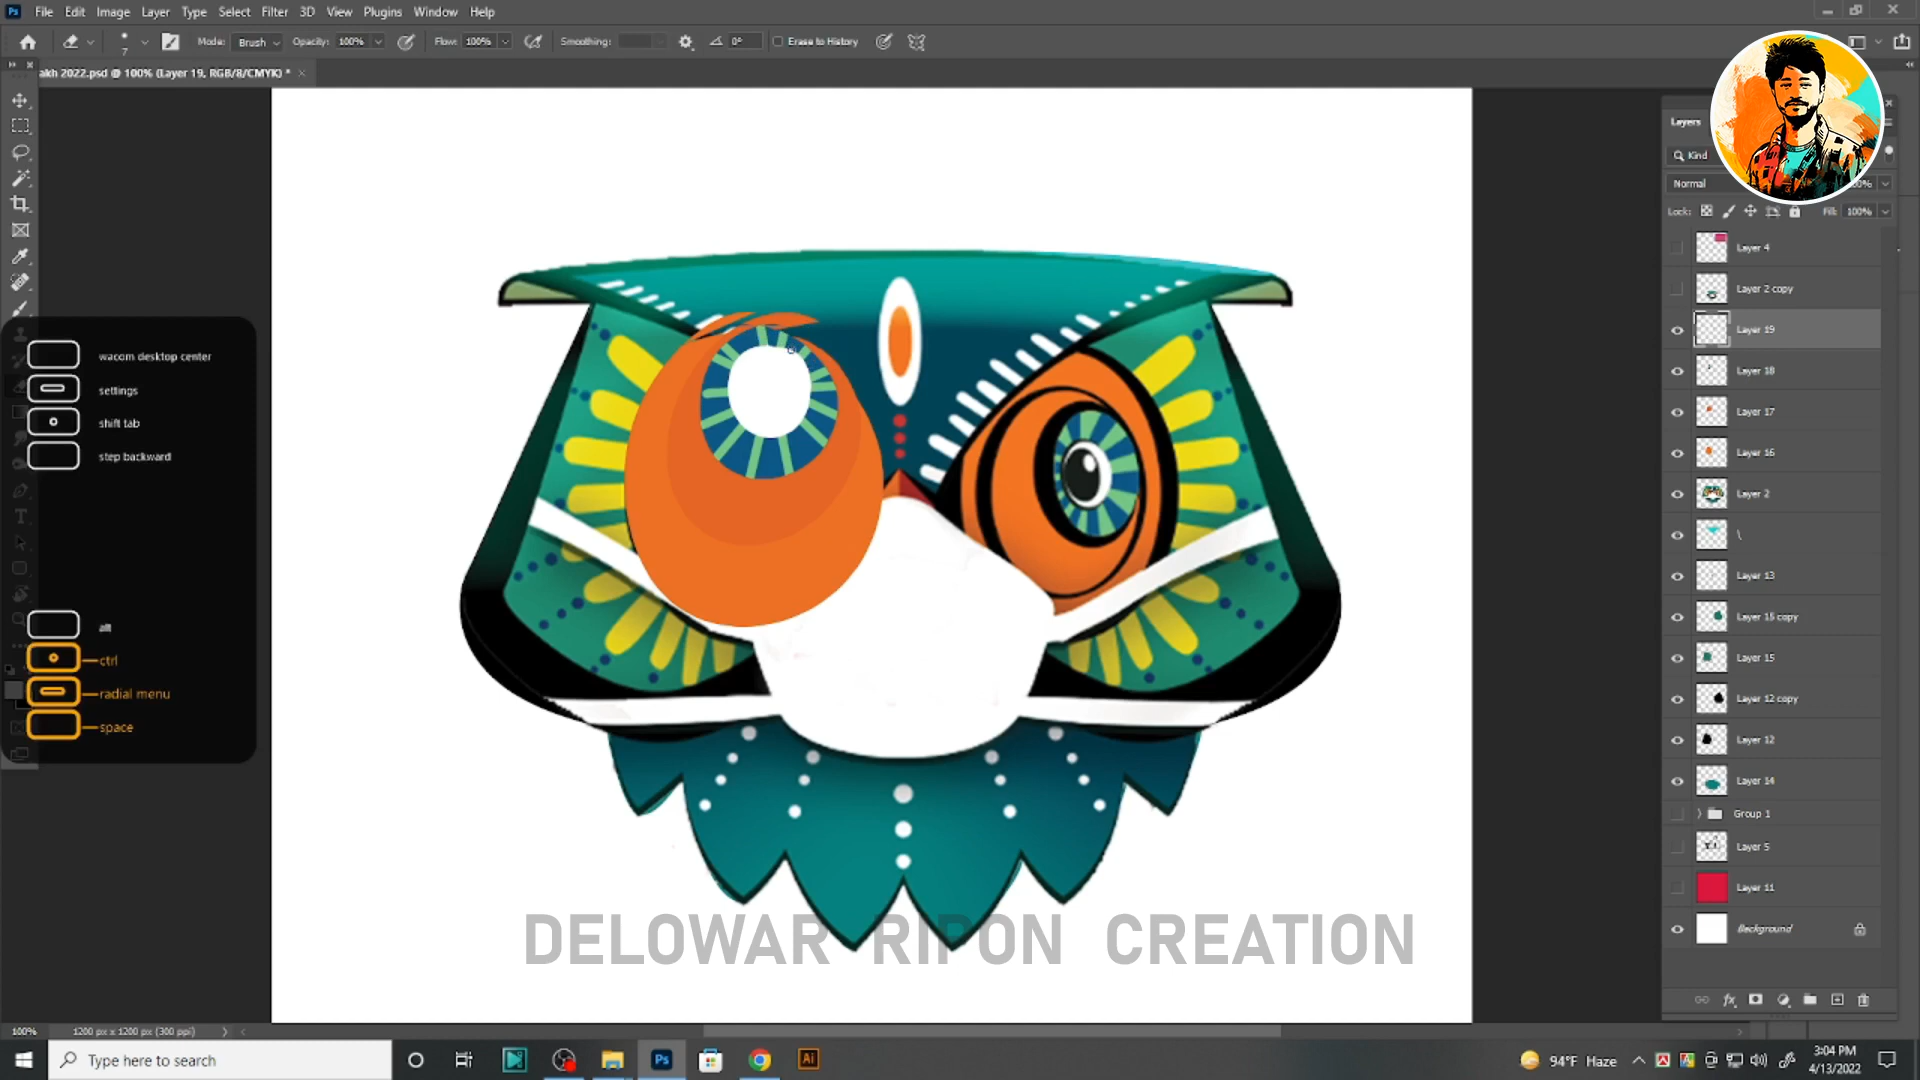 File Edit Image Layer Type Select Filter 3D View Plugins Window Help
7 Mode: Brush Opacity: 100% Flow: 100% Smoothing: 0° Erase to History
akh 2022.psd @ 100% (Layer 19, RGB/8/CMYK) *
Layers
Kind
Normal
Lock: Fill: 100%
Layer 4
Layer 2 copy
Layer 19
Layer 18
Layer 17
Layer 16
Layer 2
\
Layer 13
Layer 15 copy
Layer 15
Layer 12 copy
Layer 12
Layer 14
Group 1
Layer 5
Layer 11
Background
wacom desktop center
settings
shift tab
step backward
alt
ctrl
radial menu
space
DELOWAR RIPON CREATION
100% 1200 px x 1200 px (300 ppi)
Type here to search
94°F Haze
3:04 PM
4/13/2022